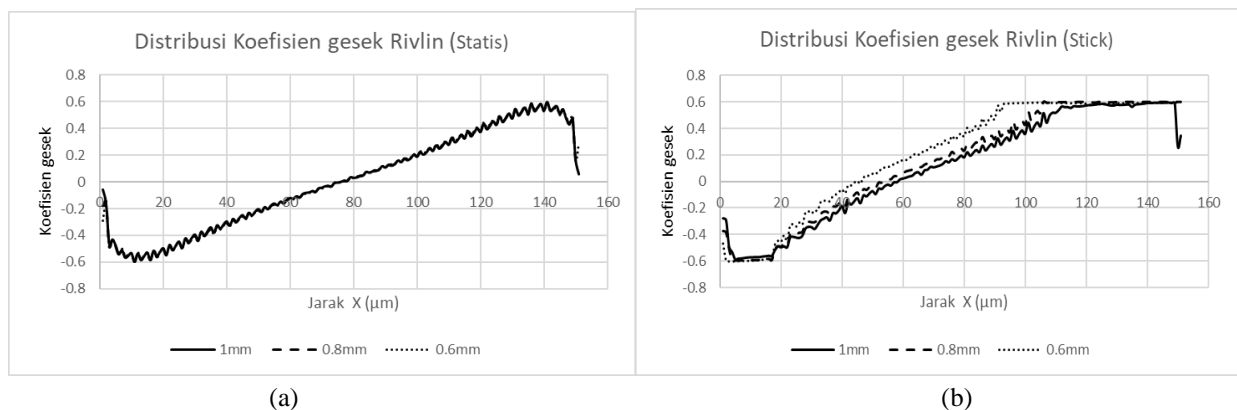 Distribusi Koefisien gesek Rivlin (Statis)
0.8
0.6
0.4
0.2
0
-0.2
-0.4
-0.6
-0.8
0 20 40 60 80 100 120 140 160
Koefisien gesek
Jarak X (µm)
1mm 0.8mm 0.6mm
(a)
Distribusi Koefisien gesek Rivlin (Stick)
0.8
0.6
0.4
0.2
0
-0.2
-0.4
-0.6
-0.8
0 20 40 60 80 100 120 140 160
Koefisien gesek
Jarak X (µm)
1mm 0.8mm 0.6mm
(b)